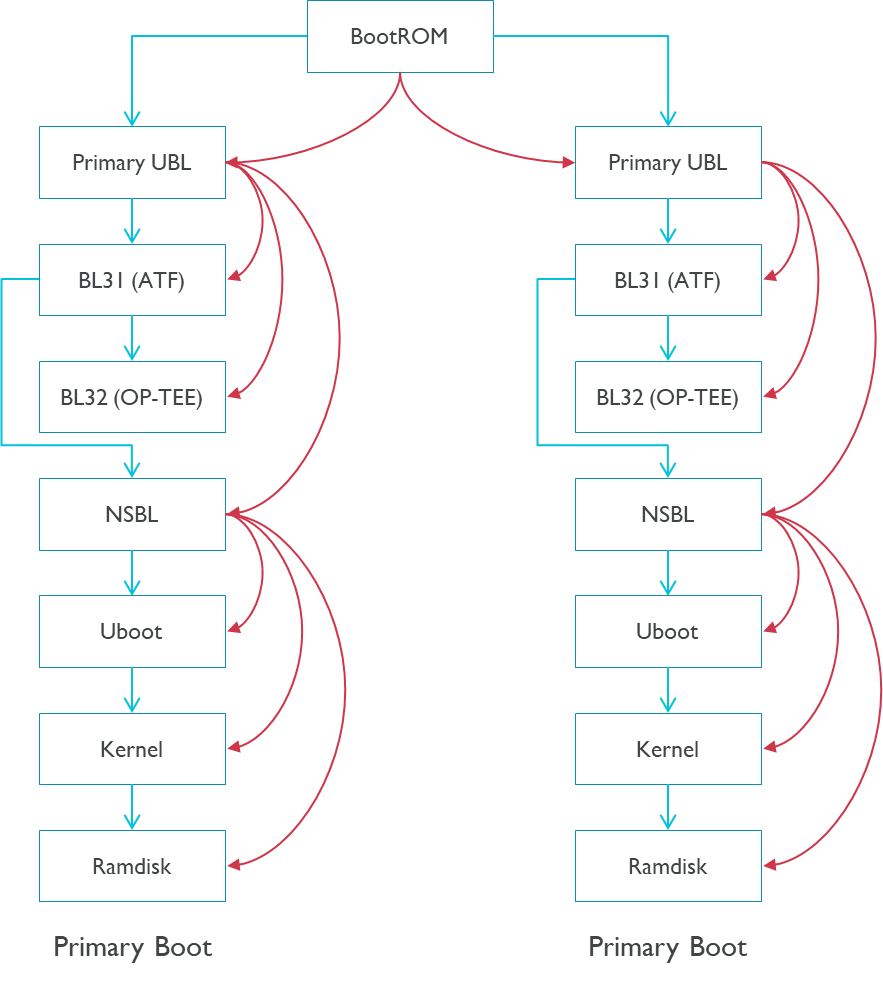 BootROM
Primary UBL
BL31 (ATF)
BL32 (OP-TEE)
NSBL
Uboot
Kernel
Ramdisk
Primary Boot
Primary UBL
BL31 (ATF)
BL32 (OP-TEE)
NSBL
Uboot
Kernel
Ramdisk
Primary Boot